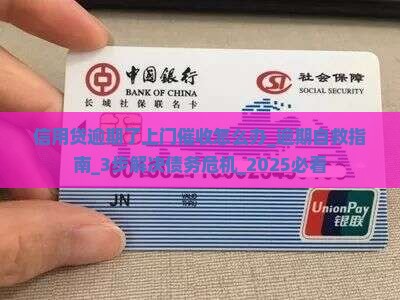 中国银行
BANK OF CHINA
长城 社保联名卡
社会保障
SOCIAL SECURITY
信用贷逾期了上门催收怎么办_逾期自救指
南_3步解决债务危机_2025必看
JN
UnionPay
银联